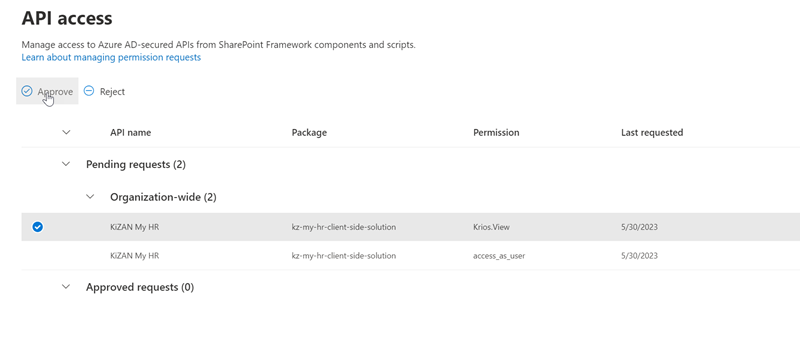 API access
Manage access to Azure AD-secured APIs from SharePoint Framework components and scripts.
Learn about managing permission requests
Approve Reject
API name Package Permission Last requested
Pending requests (2)
Organization-wide (2)
KiZAN My HR kz-my-hr-client-side-solution Krios.View 5/30/2023
KiZAN My HR kz-my-hr-client-side-solution access_as_user 5/30/2023
Approved requests (0)